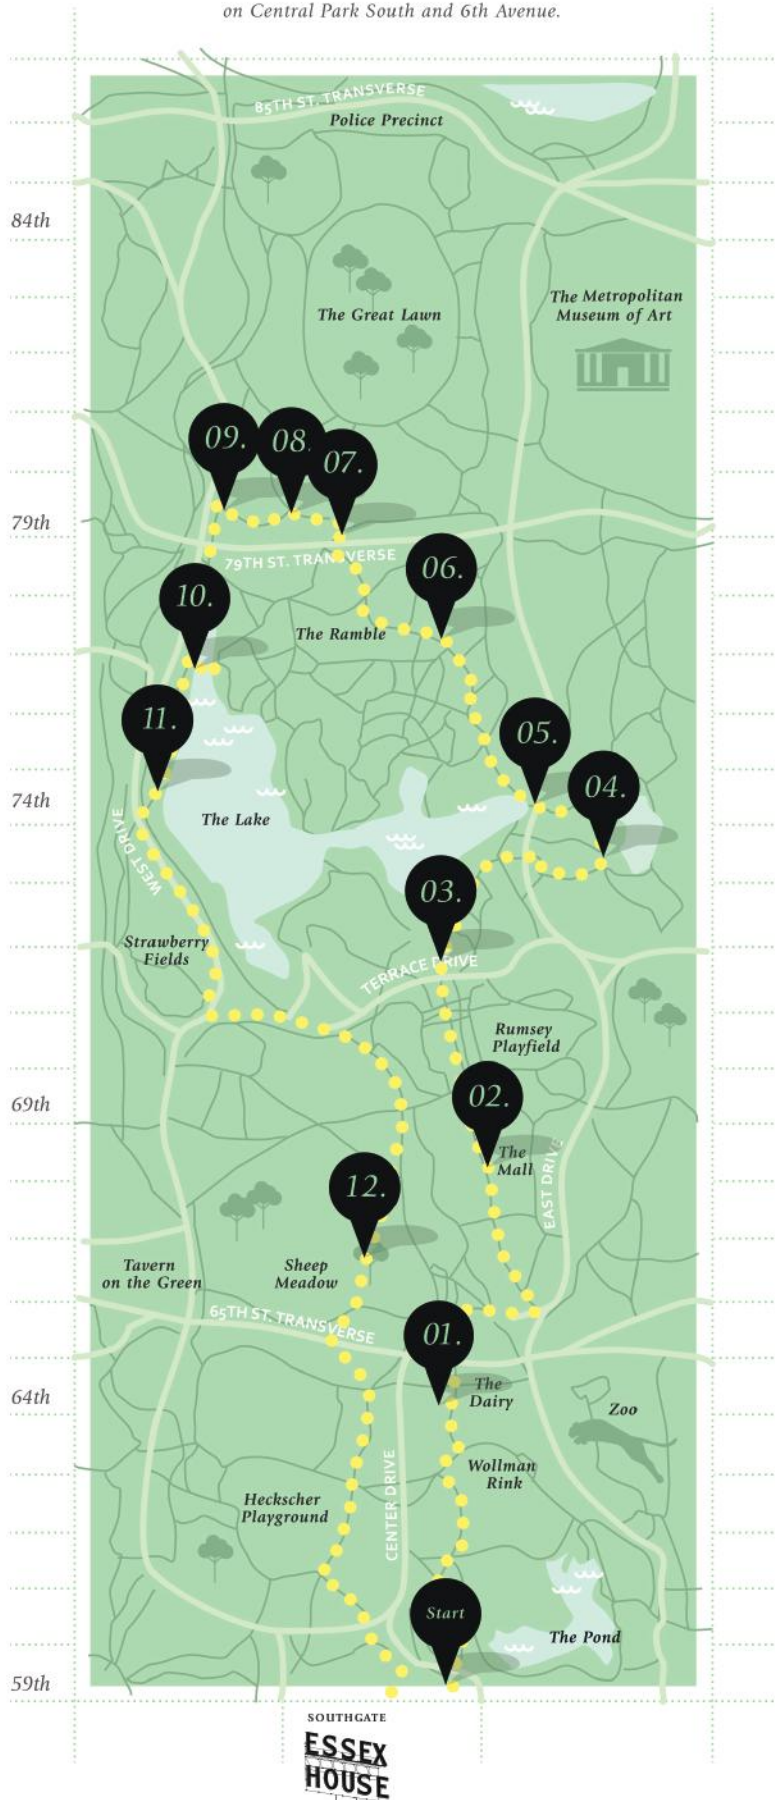 on Central Park South and 6th Avenue.
85TH ST. TRANSVERSE
Police Precinct
84th
The Metropolitan
Museum of Art
The Great Lawn
09.
08.
07.
79th
79TH ST. TRANSVERSE
06.
10.
The Ramble
11.
05.
04.
74th
The Lake
WEST DRIVE
03.
Strawberry
Fields
TERRACE DRIVE
Rumsey
Playfield
02.
69th
The
Mall
EAST DRIVE
12.
Tavern
on the Green
Sheep
Meadow
65TH ST. TRANSVERSE
01.
The
Dairy
64th
Zoo
Wollman
Rink
CENTER DRIVE
Heckscher
Playground
Start
The Pond
59th
SOUTHGATE
ESSEX
HOUSE